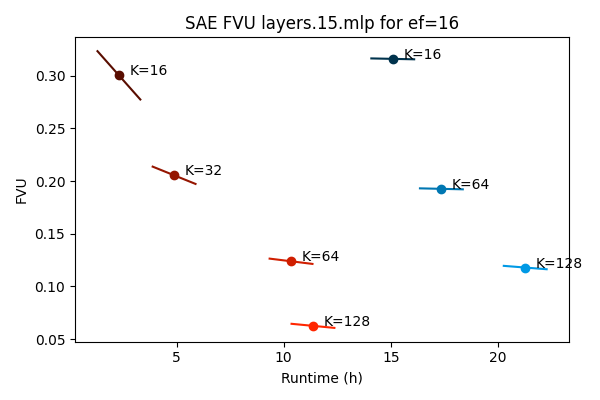 SAE FVU layers.15.mlp for ef=16
K=16
K=16
K=32
K=64
K=64
K=128
K=128
0.30
0.25
0.20
0.15
0.10
0.05
FVU
5
10
15
20
Runtime (h)